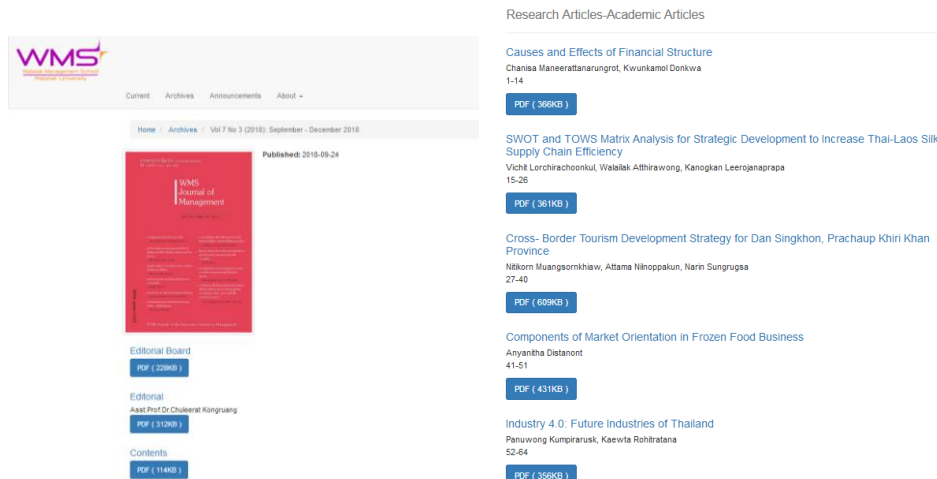 WMS
Walailak Management School
Walailak University
Current Archives Announcements About
Home / Archives / Vol 7 No 3 (2018): September - December 2018
Published: 2018-09-24
WMS
Journal of
Management
Editorial Board
PDF ( 228KB )
Editorial
Asst.Prof.Dr.Chuleerat Kongruang
PDF ( 312KB )
Contents
PDF ( 114KB )
Research Articles-Academic Articles
Causes and Effects of Financial Structure
Chanisa Maneerattanarungrot, Kwunkamol Donkwa
1-14
PDF ( 366KB )
SWOT and TOWS Matrix Analysis for Strategic Development to Increase Thai-Laos Silk
Supply Chain Efficiency
Vichit Lorchirachoonkul, Walailak Atthirawong, Kanogkan Leerojanaprapa
15-26
PDF ( 361KB )
Cross- Border Tourism Development Strategy for Dan Singkhon, Prachaup Khiri Khan
Province
Nitikorn Muangsornkhiaw, Attama Nilnoppakun, Narin Sungrugsa
27-40
PDF ( 609KB )
Components of Market Orientation in Frozen Food Business
Anyanitha Distanont
41-51
PDF ( 431KB )
Industry 4.0: Future Industries of Thailand
Panuwong Kumpirarusk, Kaewta Rohitratana
52-64
PDF ( 356KB )